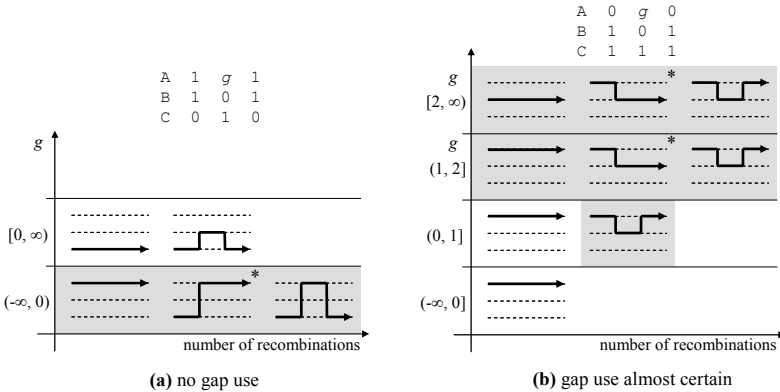 A 1 g 1
B 1 0 1
C 0 1 0
g
[0, ∞)
(-∞, 0)
*
number of recombinations
(a) no gap use
A 0 g 0
B 1 0 1
C 1 1 1
g
[2, ∞)
*
g
(1, 2]
*
(0, 1]
(-∞, 0]
number of recombinations
(b) gap use almost certain